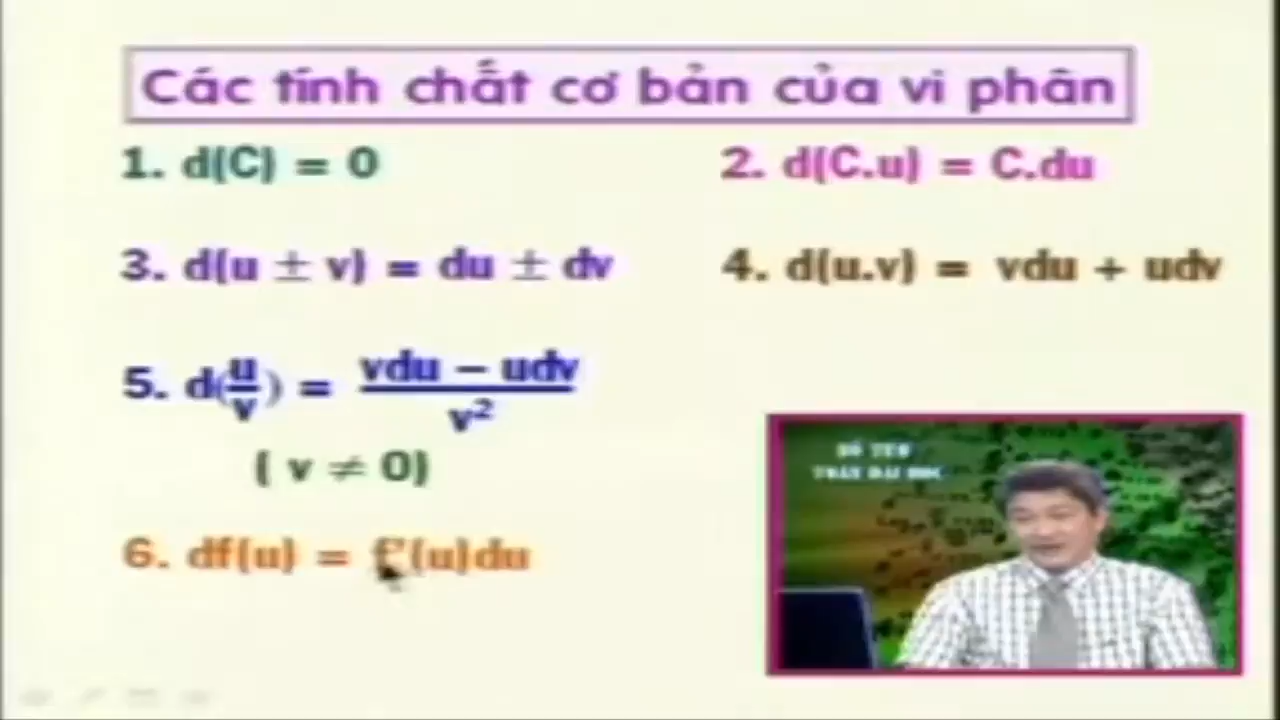 Các tính chất cơ bản của vi phân
1. d(C) = 0
2. d(C.u) = C.du
3. d(u ± v) = du ± dv
4. d(u.v) = vdu + udv
5. d(u/v) = (vdu − udv)/v²
( v ≠ 0)
6. df(u) = f'(u)du